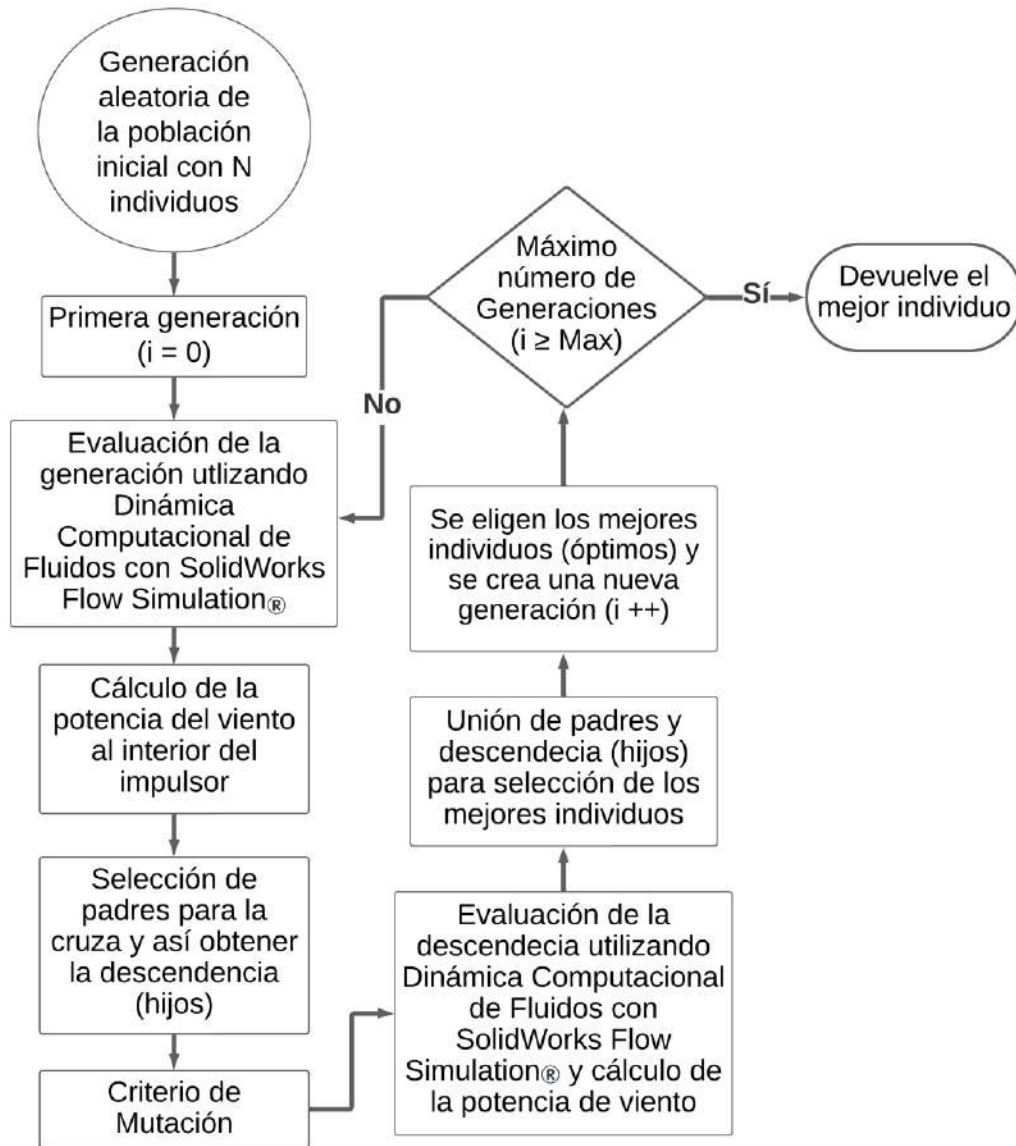 Generación
aleatoria de
la población
inicial con N
individuos
Primera generación
(i = 0)
Evaluación de la
generación utlizando
Dinámica
Computacional de
Fluidos con SolidWorks
Flow Simulation®
Cálculo de la
potencia del viento
al interior del
impulsor
Selección de
padres para la
cruza y así obtener
la descendencia
(hijos)
Criterio de
Mutación
Evaluación de la
descendecia utilizando
Dinámica Computacional
de Fluidos con
SolidWorks Flow
Simulation® y cálculo de
la potencia de viento
Unión de padres y
descendecia (hijos)
para selección de los
mejores individuos
Se eligen los mejores
individuos (óptimos) y
se crea una nueva
generación (i ++)
Máximo
número de
Generaciones
(i ≥ Max)
No
Sí
Devuelve el
mejor individuo